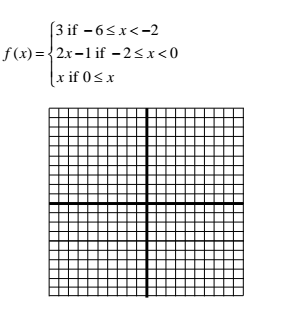 3 if −6 ≤ x < −2
f(x) = { 2x−1 if −2 ≤ x < 0
x if 0 ≤ x